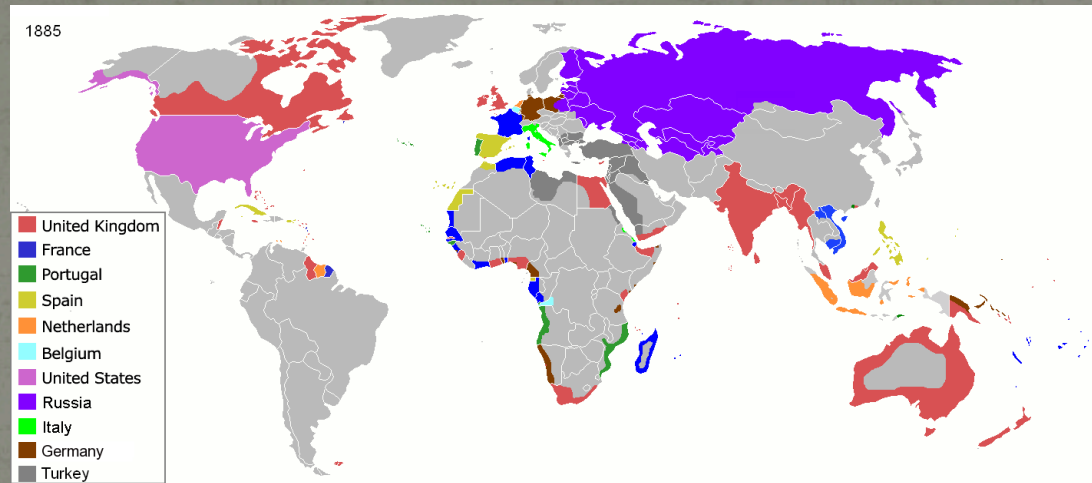 1885
United Kingdom
France
Portugal
Spain
Netherlands
Belgium
United States
Russia
Italy
Germany
Turkey